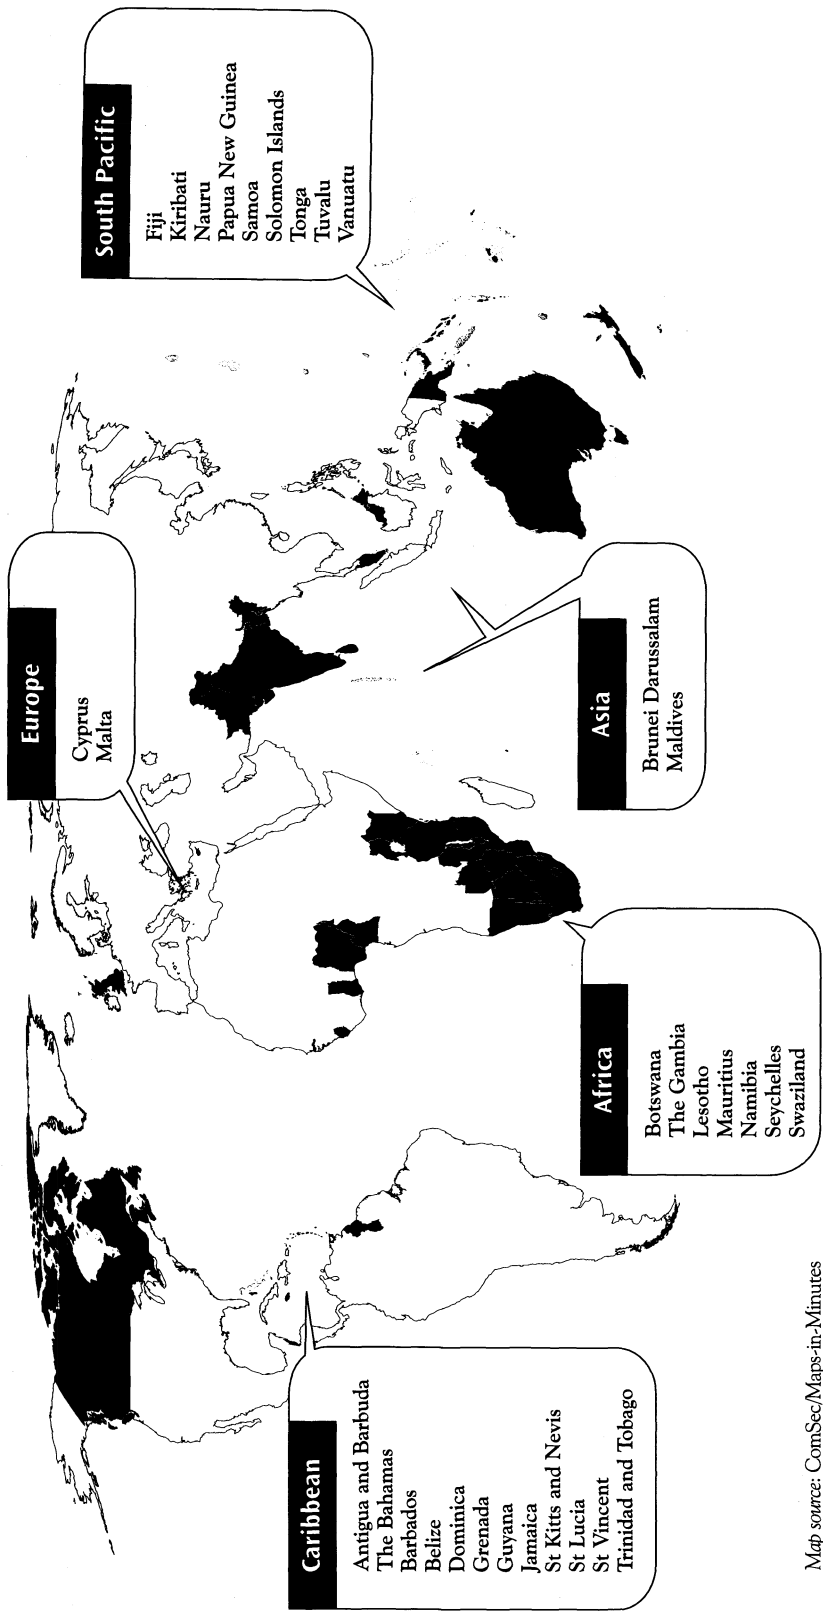 Caribbean
Antigua and Barbuda
The Bahamas
Barbados
Belize
Dominica
Grenada
Guyana
Jamaica
St Kitts and Nevis
St Lucia
St Vincent
Trinidad and Tobago
Europe
Cyprus
Malta
South Pacific
Fiji
Kiribati
Nauru
Papua New Guinea
Samoa
Solomon Islands
Tonga
Tuvalu
Vanuatu
Africa
Botswana
The Gambia
Lesotho
Mauritius
Namibia
Seychelles
Swaziland
Asia
Brunei Darussalam
Maldives
Map source: ComSec/Maps-in-Minutes